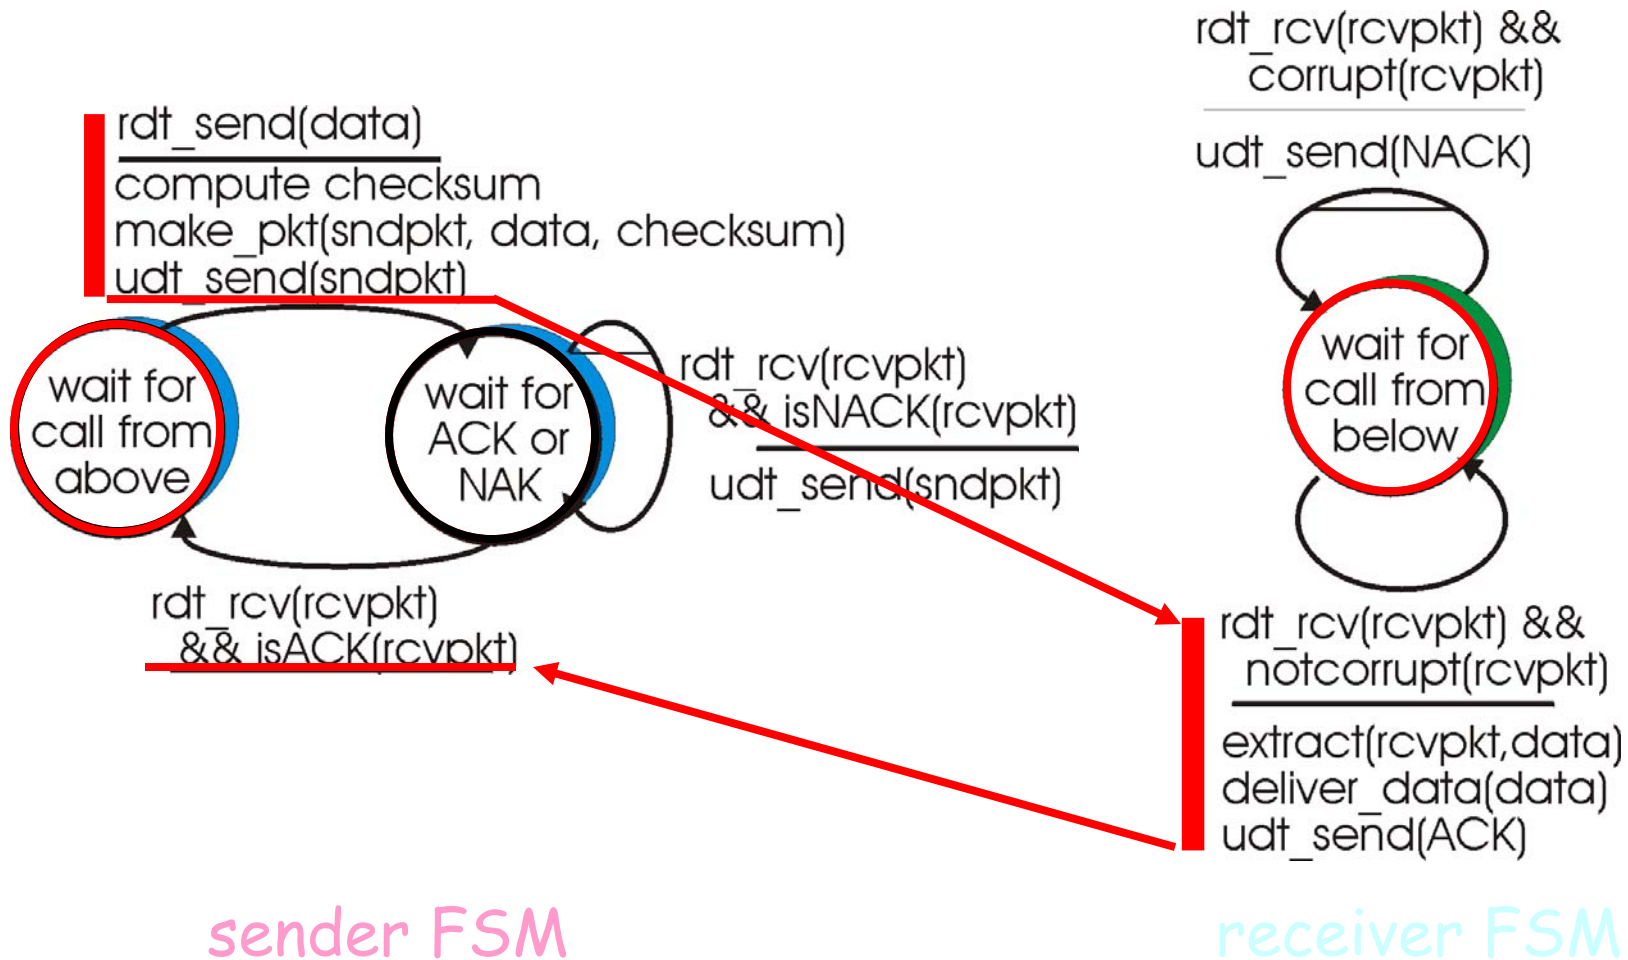 rdt_send(data)
compute checksum
make_pkt(sndpkt, data, checksum)
udt_send(sndpkt)
wait for
call from
above
wait for
ACK or
NAK
rdt_rcv(rcvpkt)
&& isNACK(rcvpkt)
udt_send(sndpkt)
rdt_rcv(rcvpkt)
&& isACK(rcvpkt)
sender FSM
rdt_rcv(rcvpkt) &&
corrupt(rcvpkt)
udt_send(NACK)
wait for
call from
below
rdt_rcv(rcvpkt) &&
notcorrupt(rcvpkt)
extract(rcvpkt,data)
deliver_data(data)
udt_send(ACK)
receiver FSM